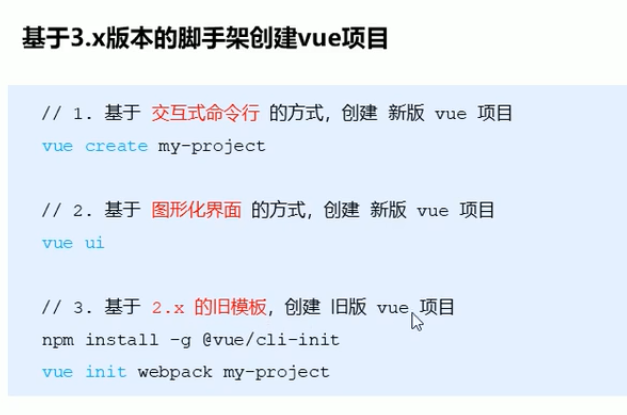 基于3.x版本的脚手架创建vue项目
// 1. 基于 交互式命令行 的方式，创建 新版 vue 项目
vue create my-project
// 2. 基于 图形化界面 的方式，创建 新版 vue 项目
vue ui
// 3. 基于 2.x 的旧模板，创建 旧版 vue 项目
npm install -g @vue/cli-init
vue init webpack my-project